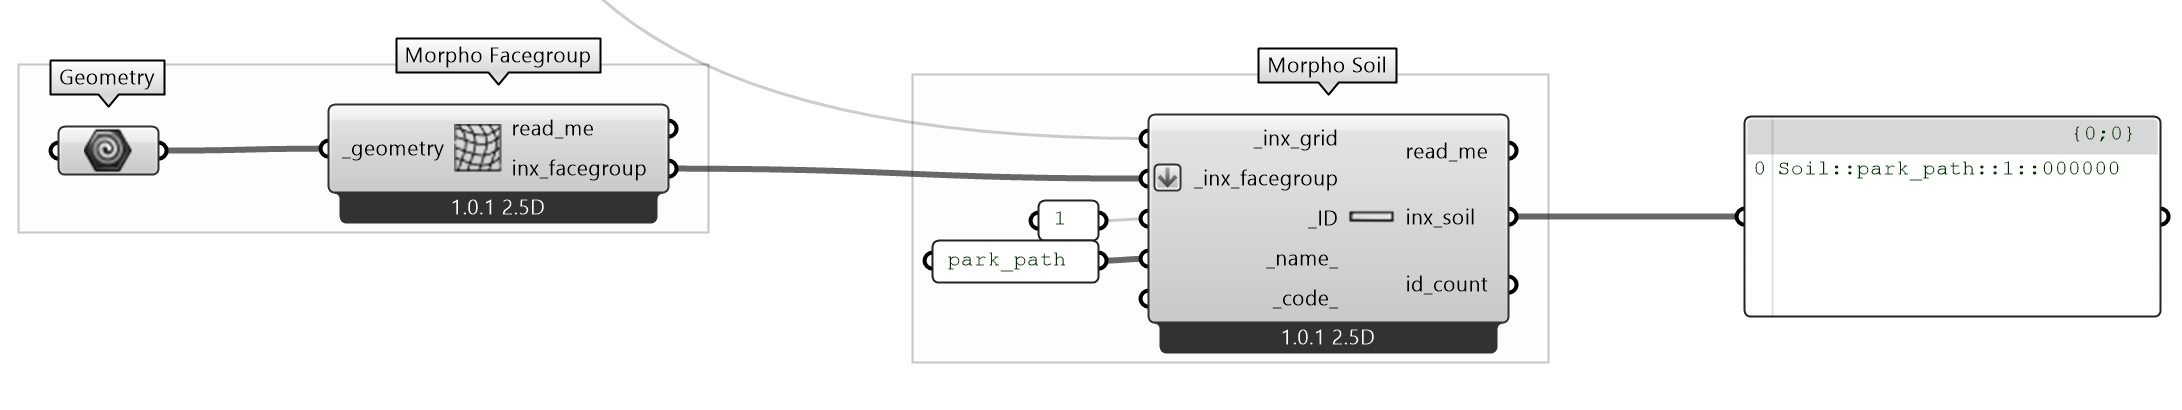 Geometry
Morpho Facegroup
_geometry
read_me
inx_facegroup
1.0.1 2.5D
Morpho Soil
_inx_grid
_inx_facegroup
_ID
_name_
_code_
1
park_path
read_me
inx_soil
id_count
1.0.1 2.5D
{0;0}
0 Soil::park_path::1::000000